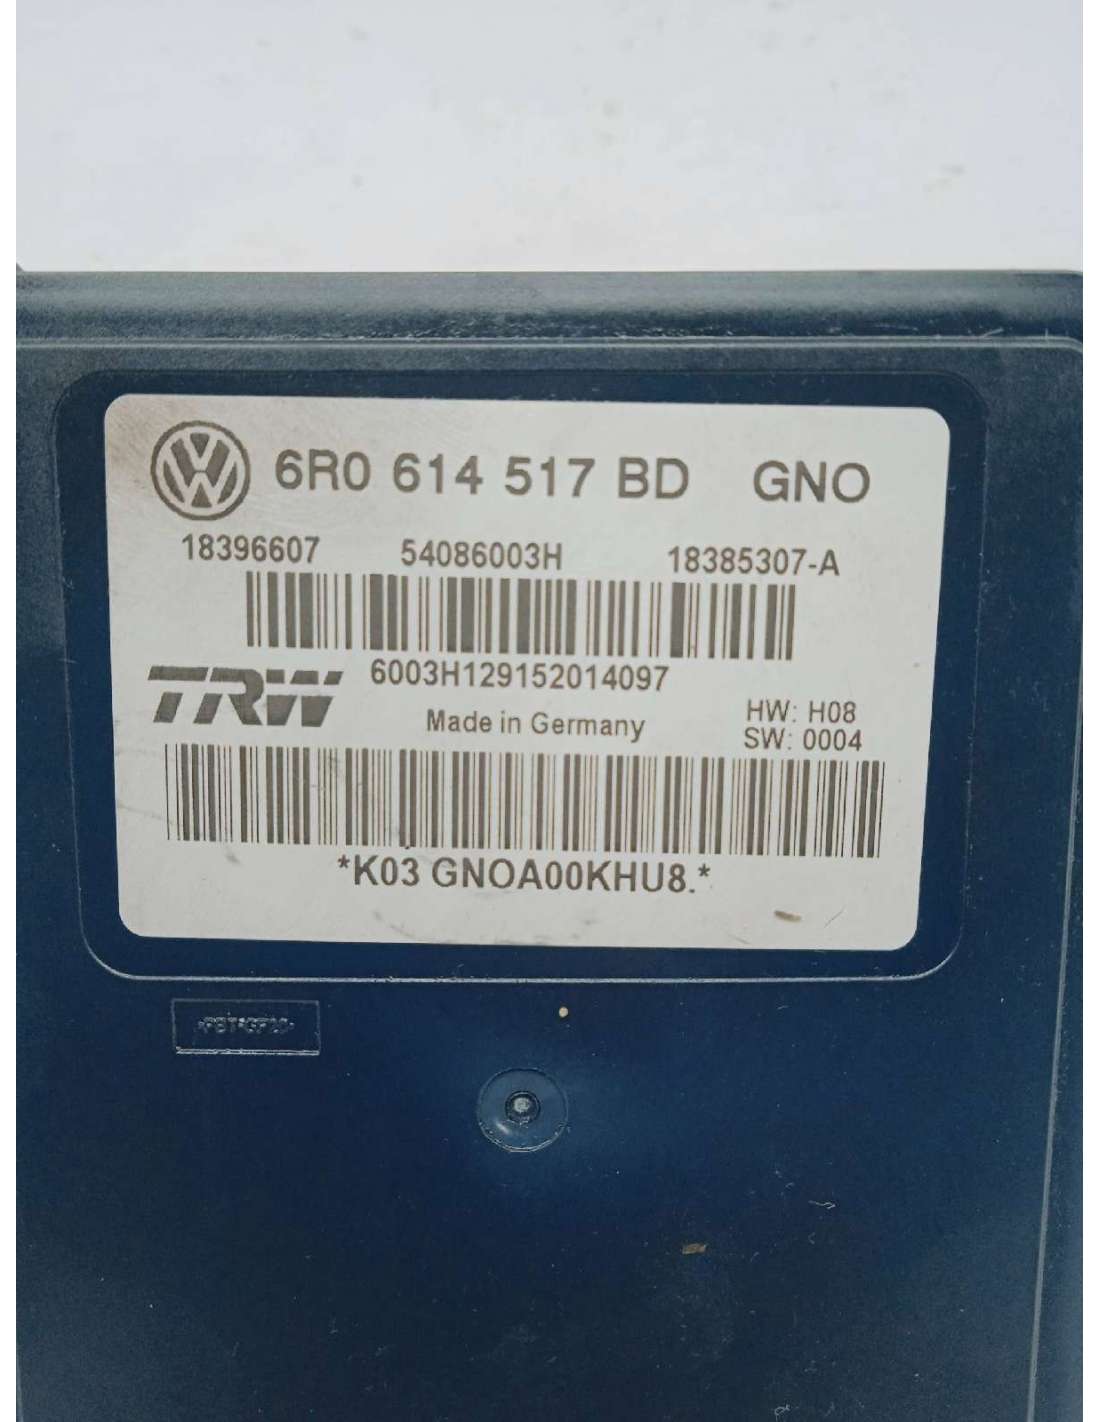 6R0 614 517 BD GNO
18396607 54086003H 18385307-A
6003H129152014097
TRW
Made in Germany
HW: H08
SW: 0004
*K03 GNOA00KHU8.*